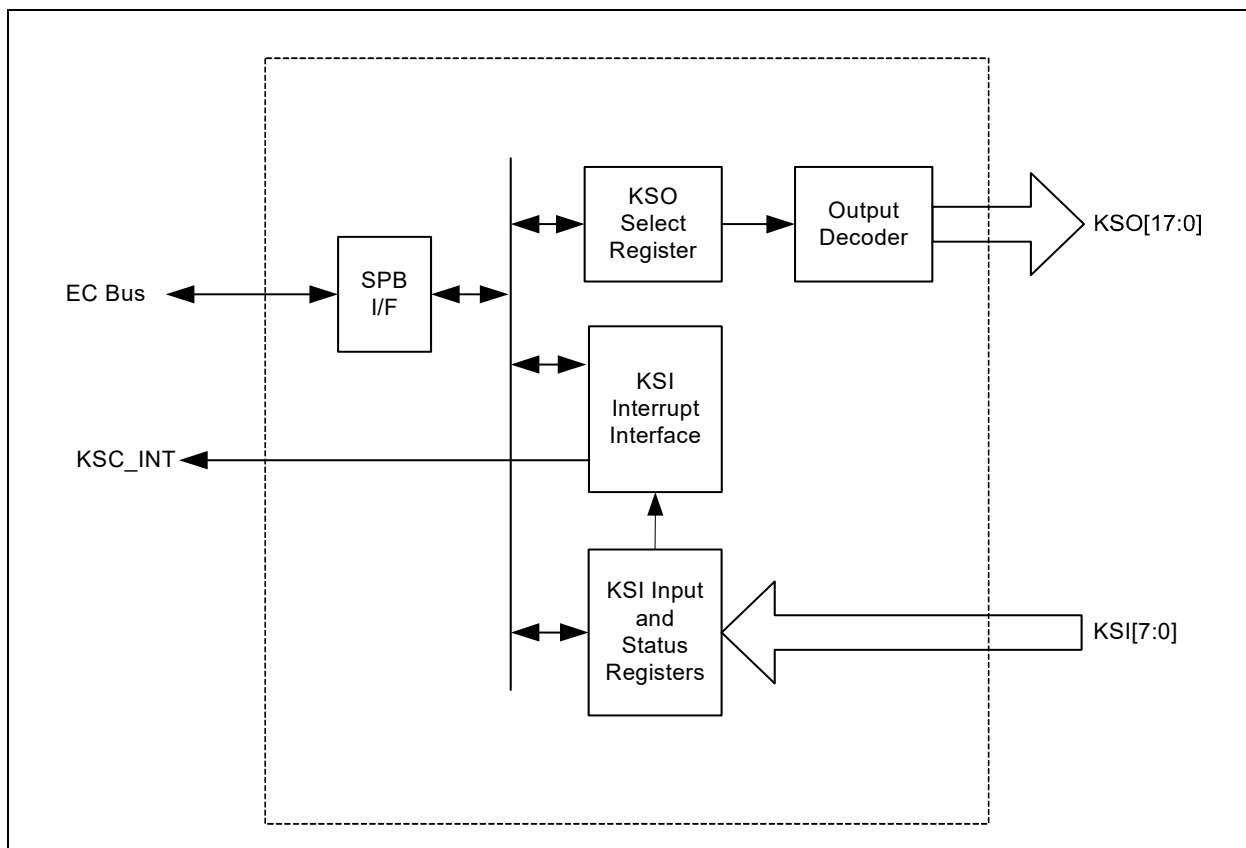 KSO
Select
Register
Output
Decoder
KSO[17:0]
EC Bus
SPB
I/F
KSI
Interrupt
Interface
KSC_INT
KSI Input
and
Status
Registers
KSI[7:0]